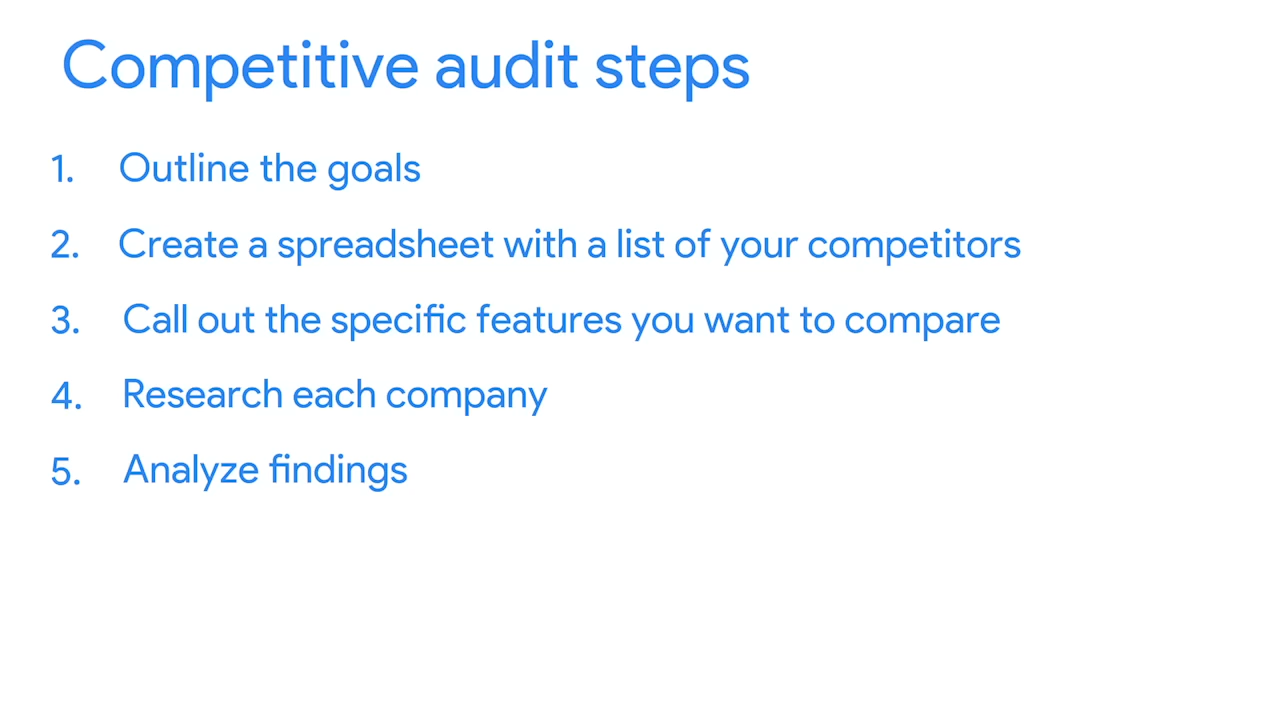 Competitive audit steps
1. Outline the goals
2. Create a spreadsheet with a list of your competitors
3. Call out the specific features you want to compare
4. Research each company
5. Analyze findings